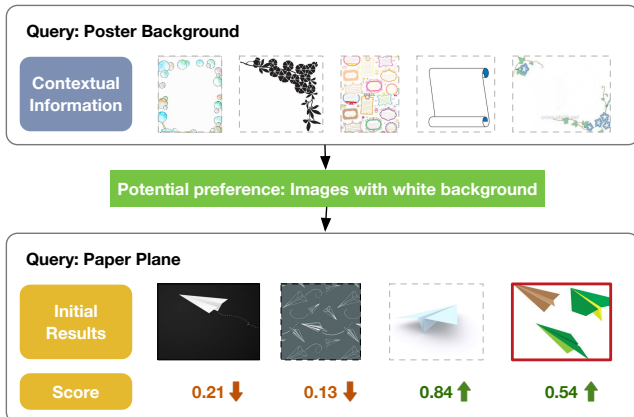 Query: Poster Background
Contextual
Information
Potential preference: Images with white background
Query: Paper Plane
Initial
Results
Score
0.21
0.13
0.84
0.54